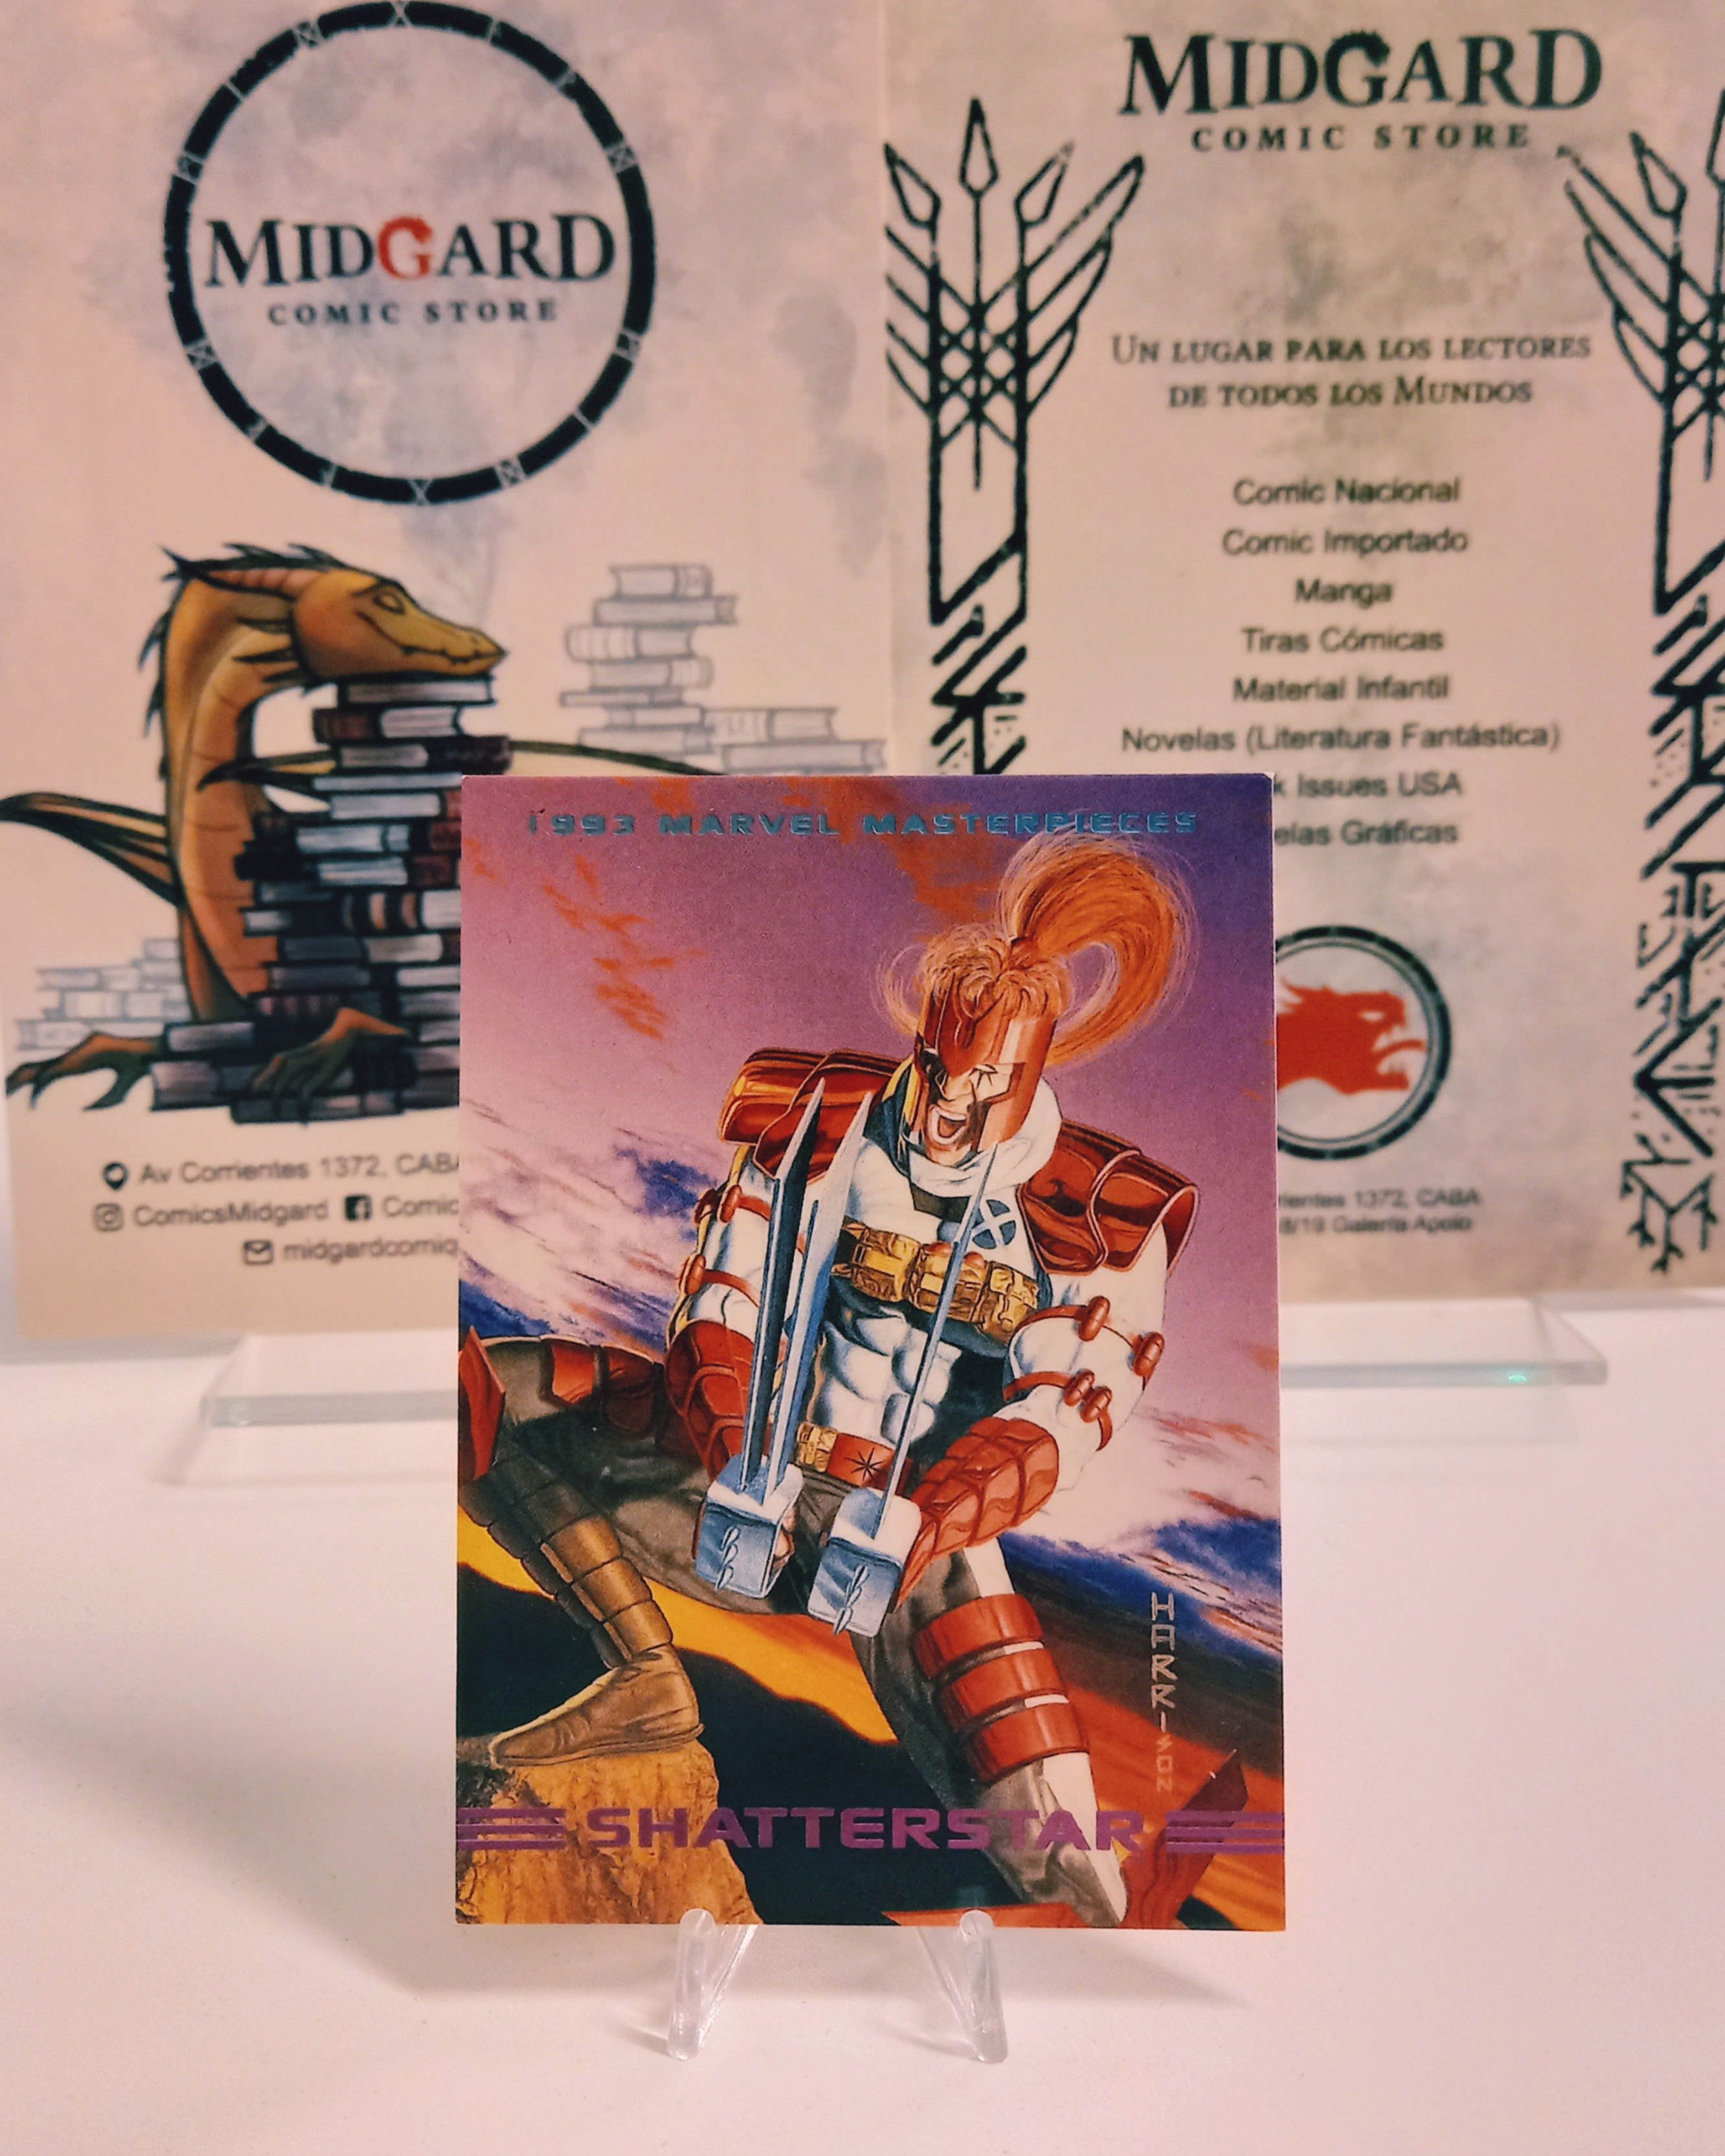 MIDGARD
COMIC STORE
Av Corrientes 1372, CABA
ComicsMidgard
MIDGARD
COMIC STORE
UN LUGAR PARA LOS LECTORES
DE TODOS LOS MUNDOS
Comic Nacional
Comic Importado
Manga
Tiras Cómicas
Material Infantil
Novelas (Literatura Fantástica)
Issues USA
Gráficas
1372, CABA
Galería Apolo
1993 MARVEL MASTERPIECES
HARRISON
SHATTERSTAR